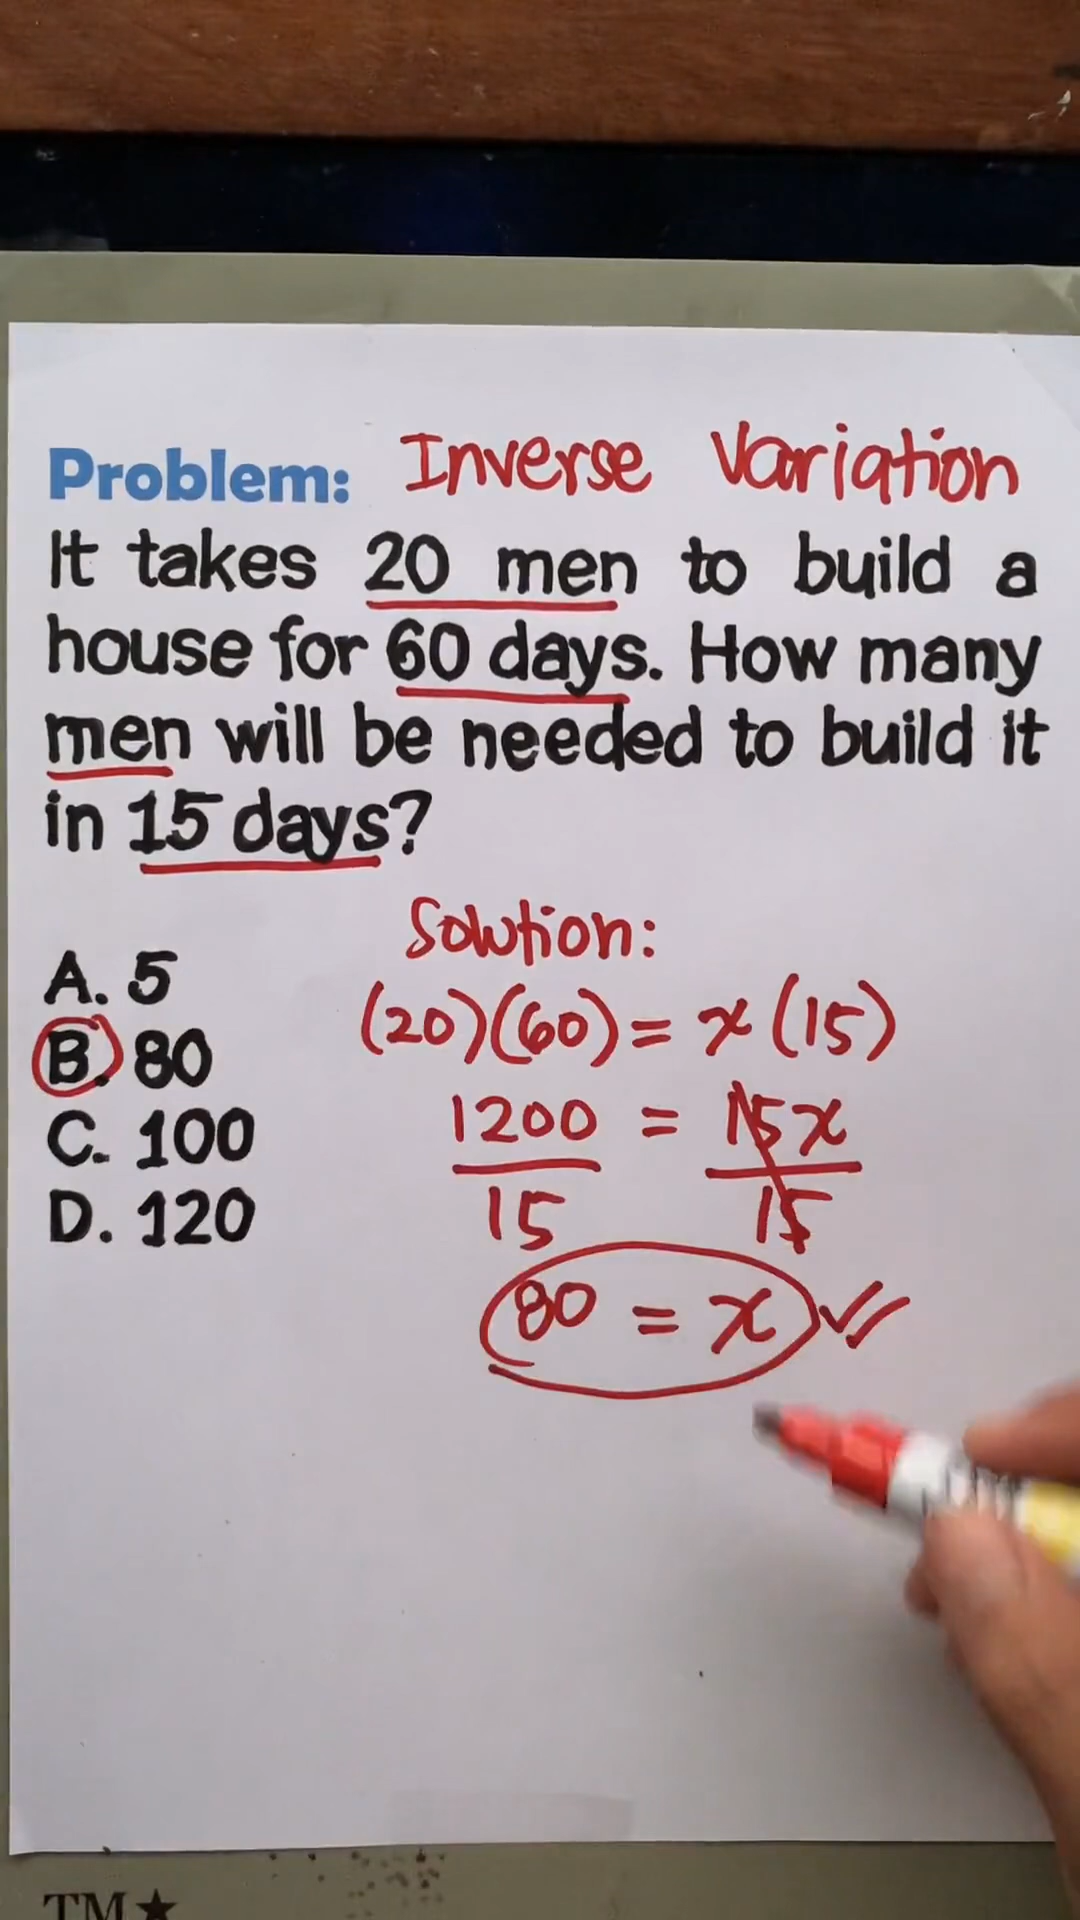 Problem: Inverse Variation
It takes 20 men to build a
house for 60 days. How many
men will be needed to build it
in 15 days?
Solution:
A. 5
(20)(60) = x (15)
B. 80
1200 = 15x
15 15
C. 100
D. 120
80 = x
TM★